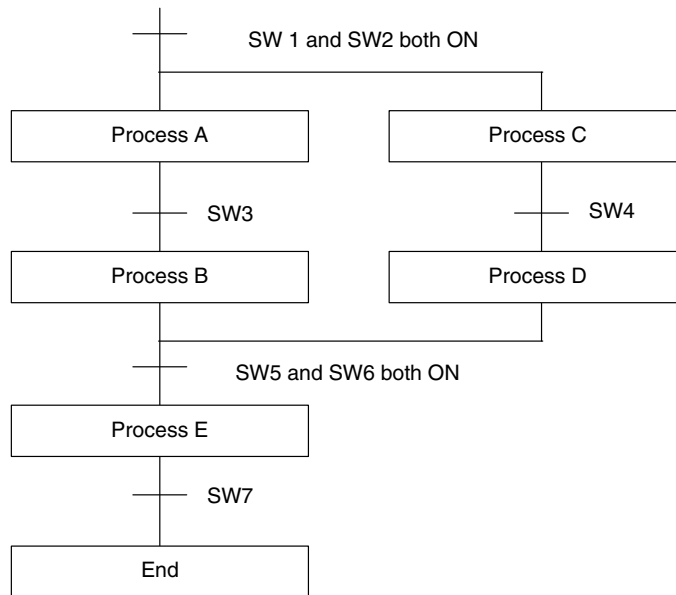 SW 1 and SW2 both ON
Process A
Process C
SW3
SW4
Process B
Process D
SW5 and SW6 both ON
Process E
SW7
End